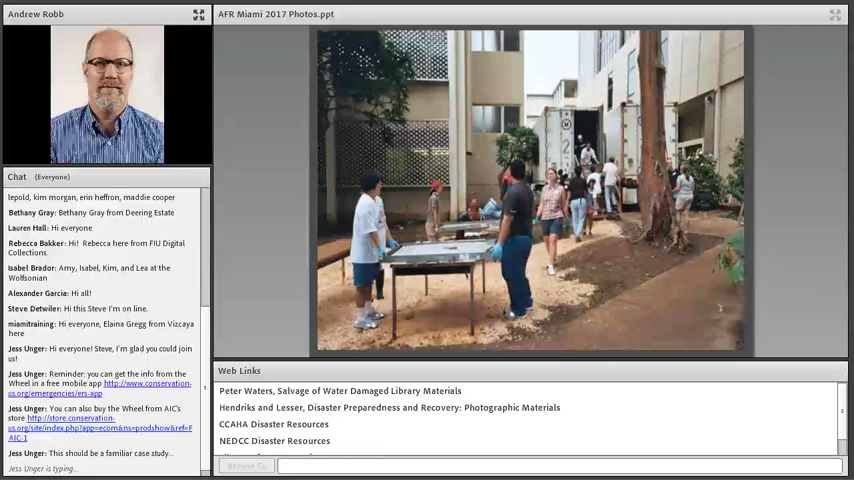 Andrew Robb
AFR Miami 2017 Photos.ppt
Chat (Everyone)
lepold, kim morgan, erin heffron, maddie cooper
Bethany Gray: Bethany Gray from Deering Estate
Lauren Hall: Hi everyone
Rebecca Bakker: Hi! Rebecca here from FIU Digital
Collections.
Isabel Brador: Amy, Isabel, Kim, and Lea at the
Wolfsonian
Alexander Garcia: Hi all!
Steve Detwiler: Hi this Steve I'm on line.
miamitraining: Hi everyone, Elaina Gregg from Vizcaya
here
Jess Unger: Hi everyone! Steve, I'm glad you could join
us!
Jess Unger: Reminder: you can get the info from the
Wheel in a free mobile app http://www.conservation-
us.org/emergencies/ers-app
Jess Unger: You can also buy the Wheel from AIC's
store http://store.conservation-
us.org/site/index.php?app=ecom&ns=prodshow&ref=F
AIC-1
Jess Unger: This should be a familiar case study...
Jess Unger is typing...
Web Links
Peter Waters, Salvage of Water Damaged Library Materials
Hendriks and Lesser, Disaster Preparedness and Recovery: Photographic Materials
CCAHA Disaster Resources
NEDCC Disaster Resources
Browse To